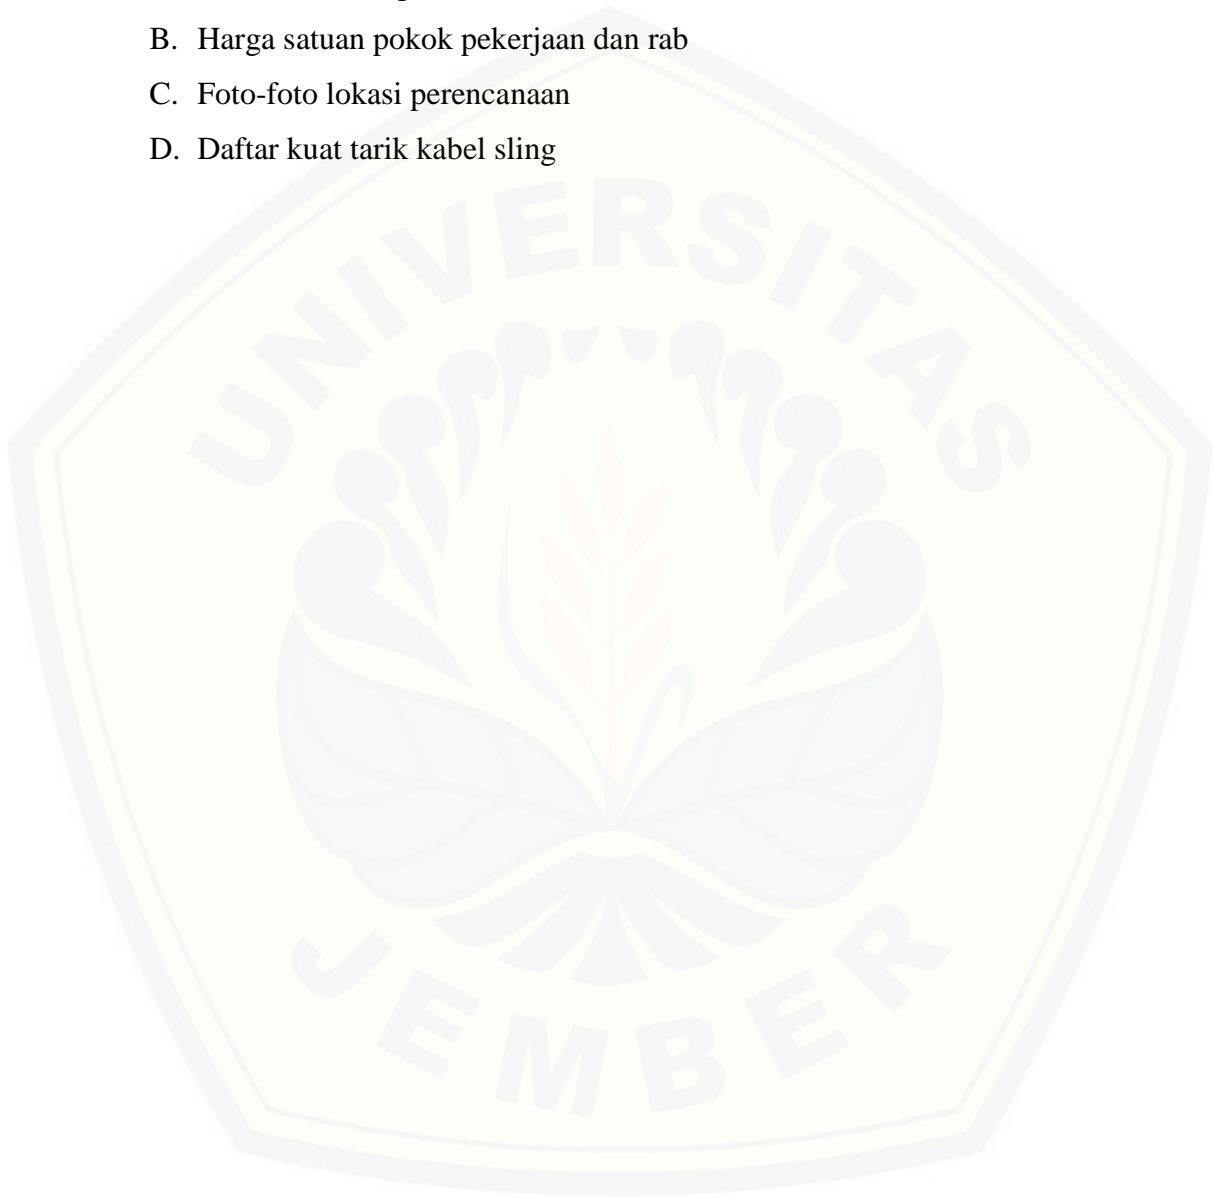 B. Harga satuan pokok pekerjaan dan rab
C. Foto-foto lokasi perencanaan
D. Daftar kuat tarik kabel sling
UNIVERSITAS
JEMBER